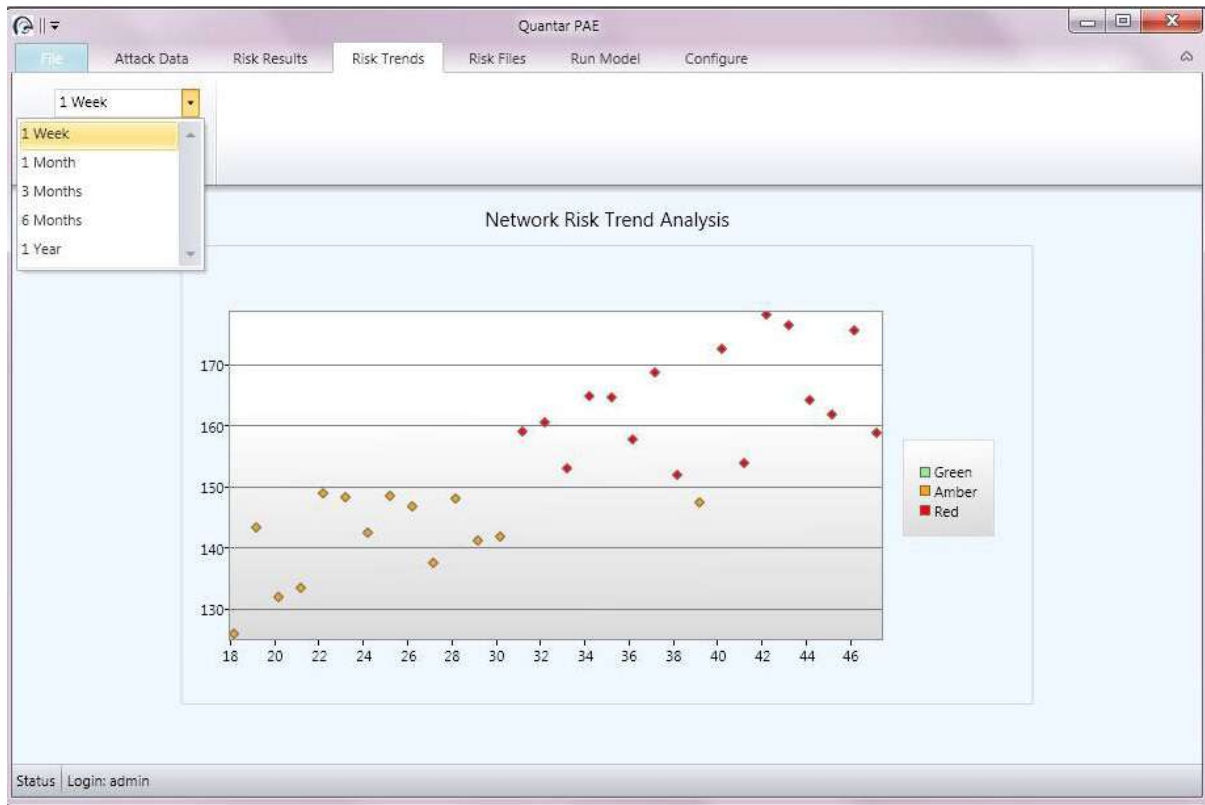 Quantar PAE
File Attack Data Risk Results Risk Trends Risk Files Run Model Configure
1 Week
1 Week
1 Month
3 Months
6 Months
1 Year
Network Risk Trend Analysis
170
160
150
140
130
18 20 22 24 26 28 30 32 34 36 38 40 42 44 46
Green
Amber
Red
Status Login: admin